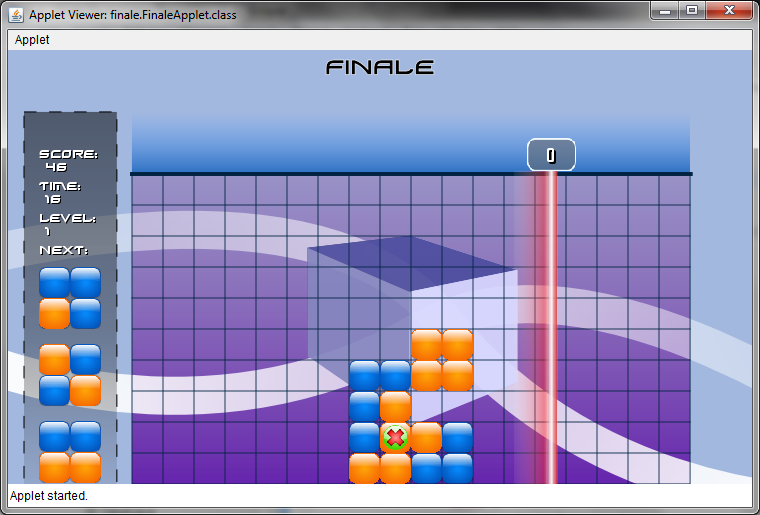 Applet Viewer: finale.FinaleApplet.class
Applet
FINALE
0
SCORE:
46
TIME:
16
LEVEL:
1
NEXT:
Applet started.